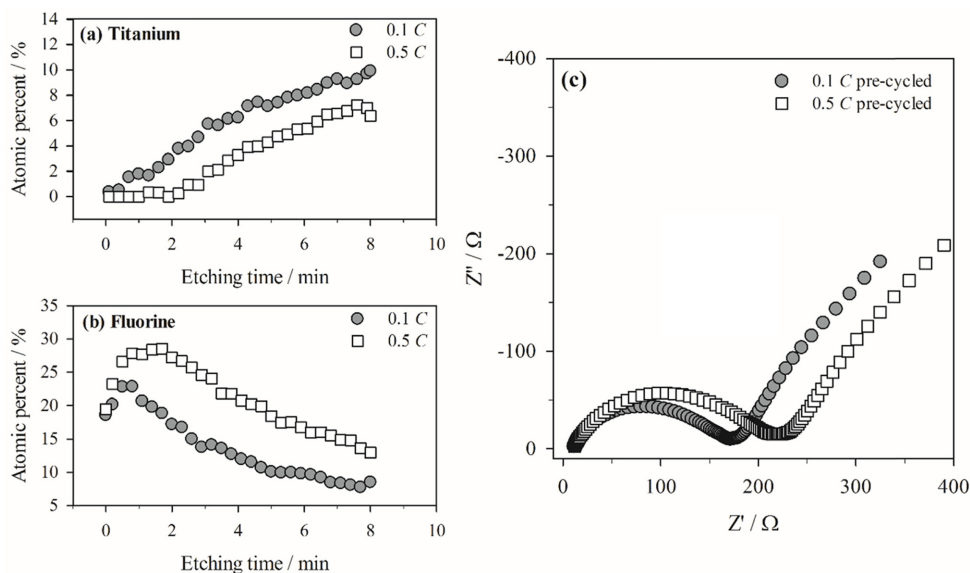 (a) Titanium
0.1 C
0.5 C
14
12
10
8
6
4
2
0
Atomic percent / %
0 2 4 6 8 10
Etching time / min
(b) Fluorine
0.1 C
0.5 C
35
30
25
20
15
10
5
Atomic percent / %
0 2 4 6 8 10
Etching time / min
(c)
0.1 C pre-cycled
0.5 C pre-cycled
-400
-300
-200
-100
0
Z" / Ω
0 100 200 300 400
Z' / Ω